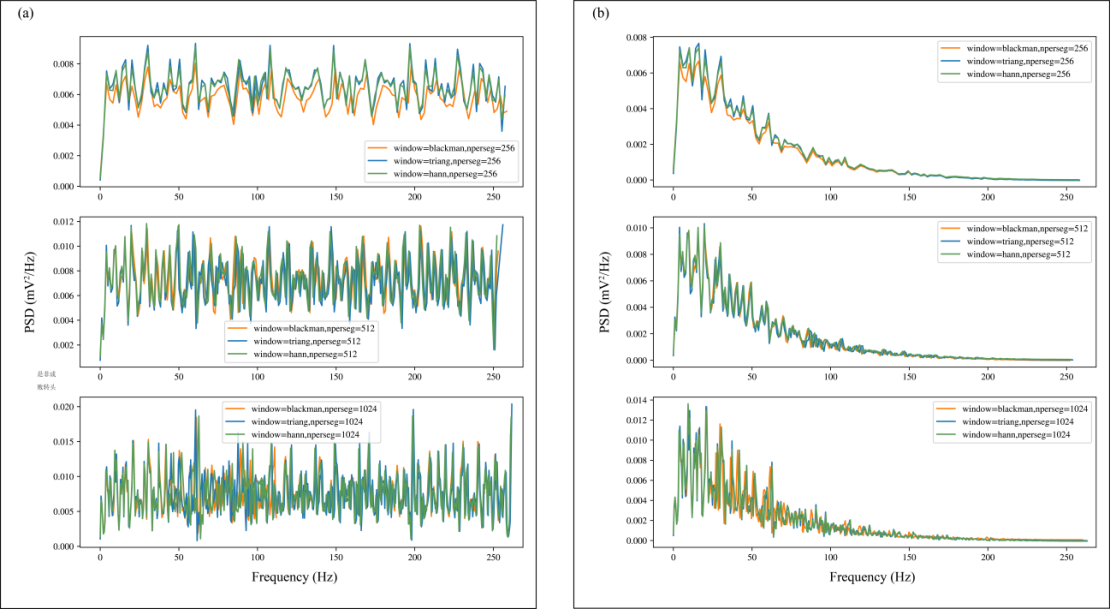 (a)
0.008
0.006
0.004
0.002
0.000
window=blackman,nperseg=256
window=triang,nperseg=256
window=hann,nperseg=256
0 50 100 150 200 250
0.012
0.010
0.008
0.006
0.004
0.002
PSD (mV²/Hz)
window=blackman,nperseg=512
window=triang,nperseg=512
window=hann,nperseg=512
0 50 100 150 200 250
是非成
败转头
0.020
0.015
0.010
0.005
0.000
window=blackman,nperseg=1024
window=triang,nperseg=1024
window=hann,nperseg=1024
0 50 100 150 200 250
Frequency (Hz)
(b)
0.008
0.006
0.004
0.002
0.000
window=blackman,nperseg=256
window=triang,nperseg=256
window=hann,nperseg=256
0 50 100 150 200 250
0.010
0.008
0.006
0.004
0.002
0.000
PSD (mV²/Hz)
window=blackman,nperseg=512
window=triang,nperseg=512
window=hann,nperseg=512
0 50 100 150 200 250
0.014
0.012
0.010
0.008
0.006
0.004
0.002
0.000
window=blackman,nperseg=1024
window=triang,nperseg=1024
window=hann,nperseg=1024
0 50 100 150 200 250
Frequency (Hz)